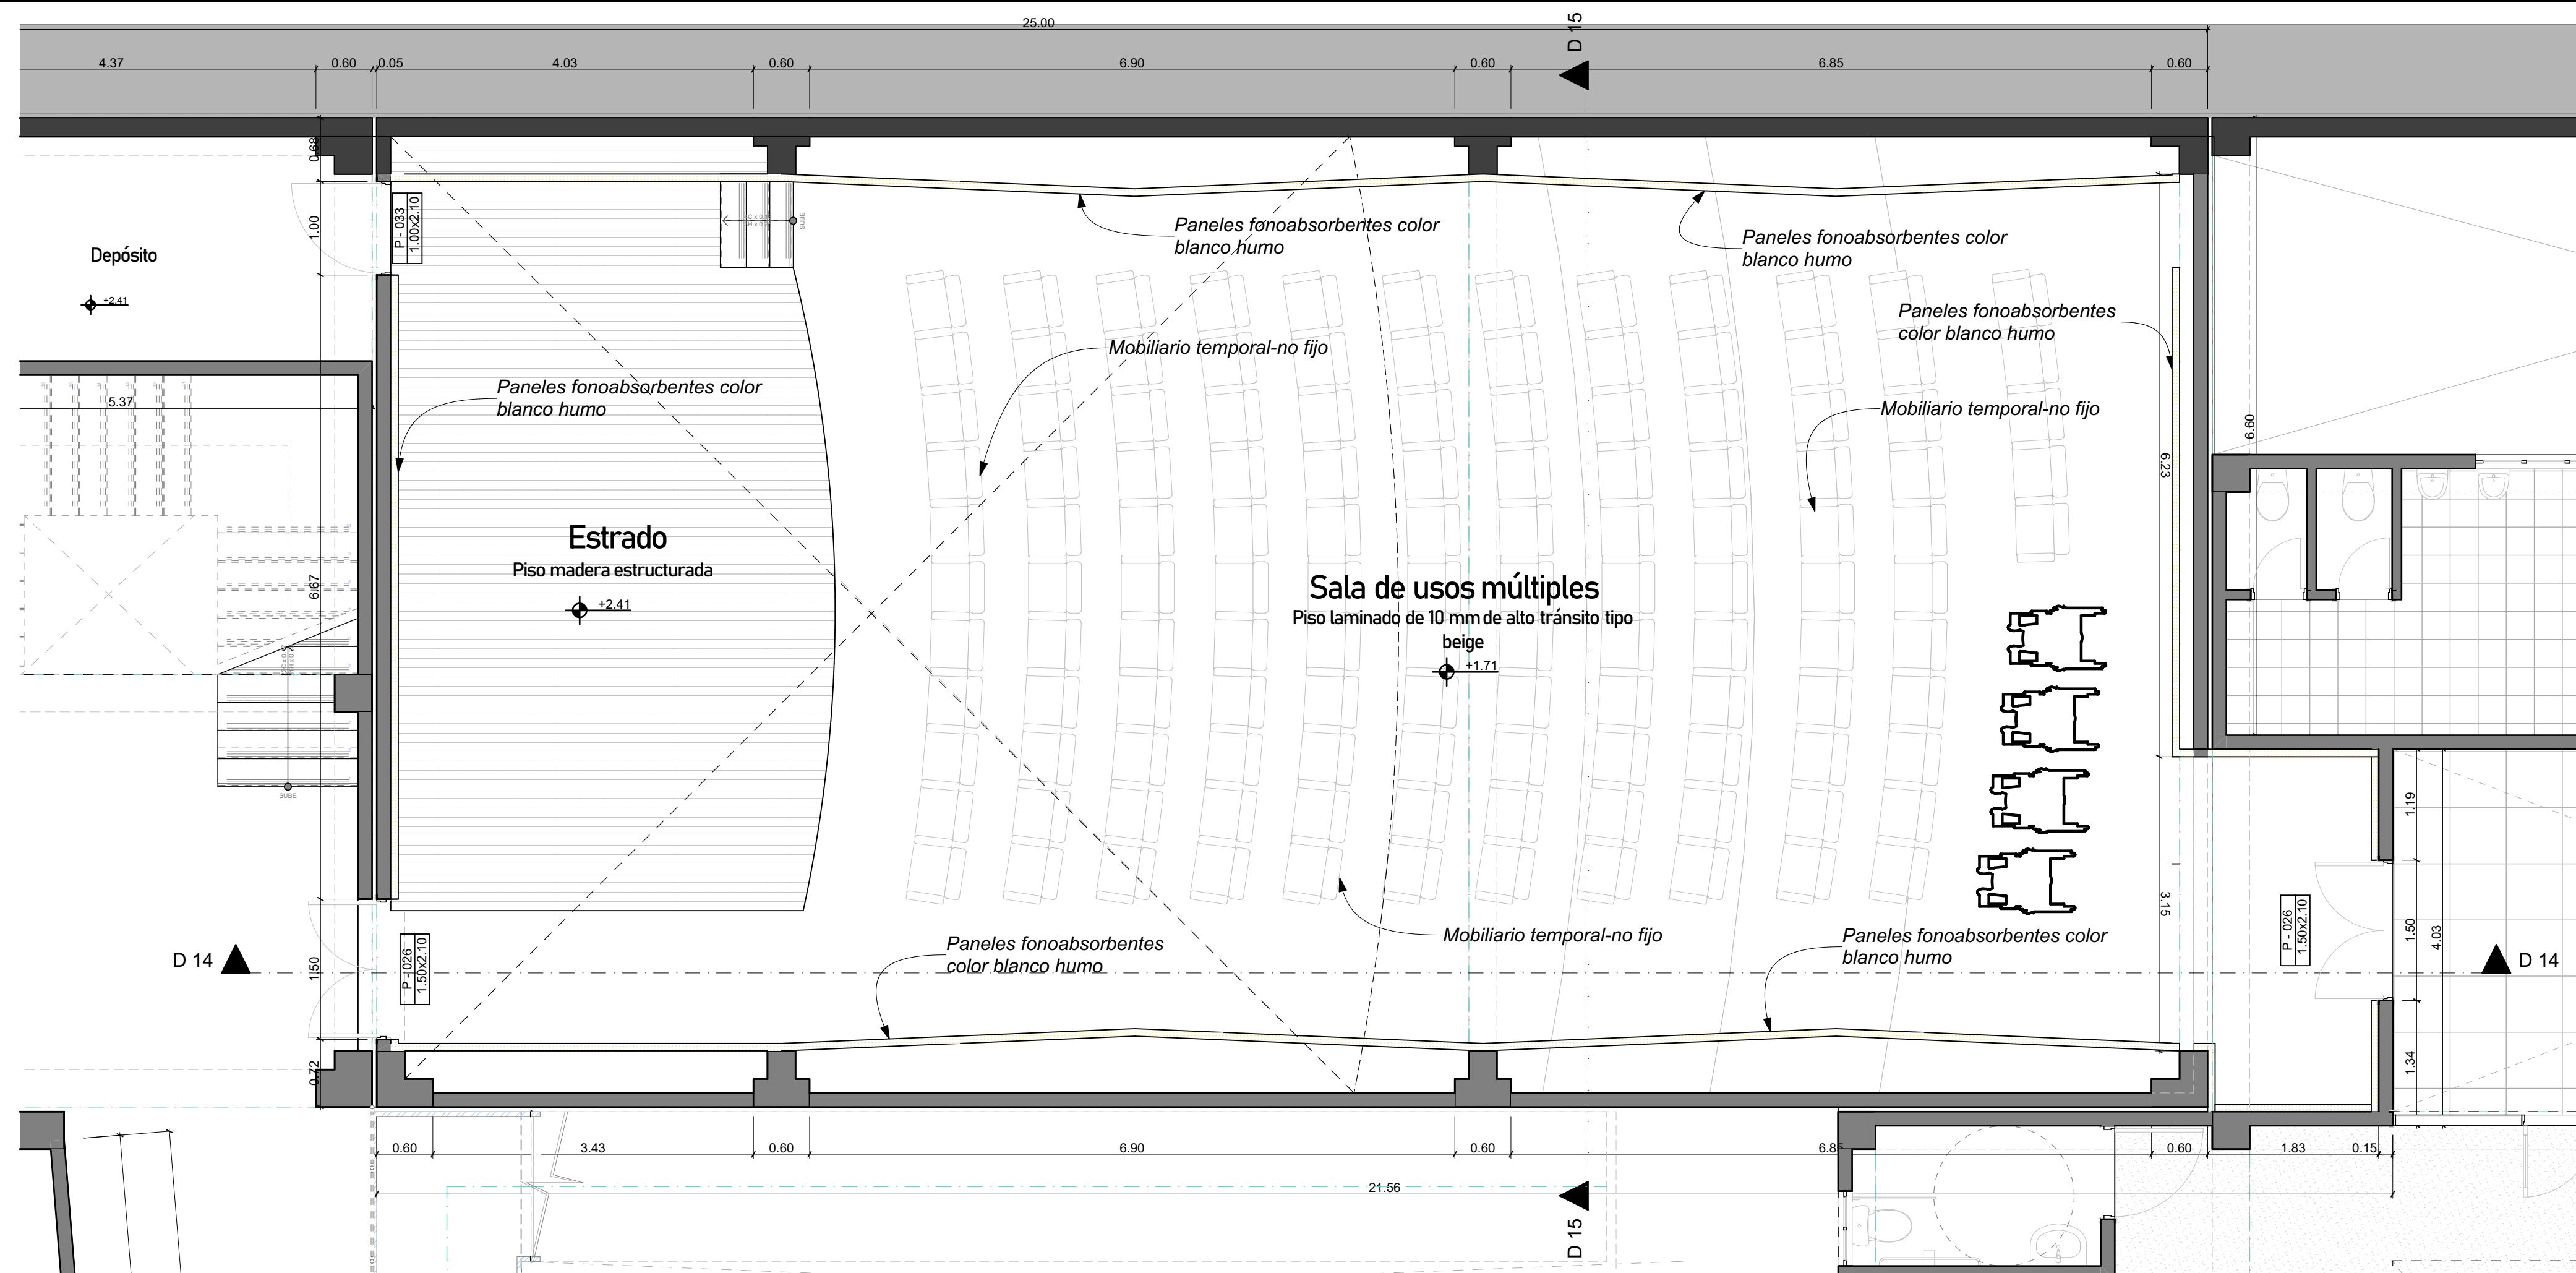 25.00
D 15
4.37
0.60
0.05
4.03
0.60
6.90
0.60
6.85
0.60
0.68
1.00
P - 033
1.00x2.10
SUBE
Depósito
+2.41
Paneles fonoabsorbentes color
blanco humo
Paneles fonoabsorbentes color
blanco humo
Paneles fonoabsorbentes
color blanco humo
Mobiliario temporal-no fijo
Paneles fonoabsorbentes color
blanco humo
Mobiliario temporal-no fijo
5.37
6.60
6.23
Estrado
Piso madera estructurada
+2.41
Sala de usos múltiples
Piso laminado de 10 mm de alto tránsito tipo
beige
+1.71
6.67
SUBE
1.19
3.15
P - 026
1.50x2.10
1.50
4.03
Mobiliario temporal-no fijo
Paneles fonoabsorbentes
color blanco humo
Paneles fonoabsorbentes color
blanco humo
D 14
1.50
P - 026
1.50x2.10
D 14
0.72
1.34
0.60
3.43
0.60
6.90
0.60
6.85
0.60
1.83
0.15
21.56
D 15